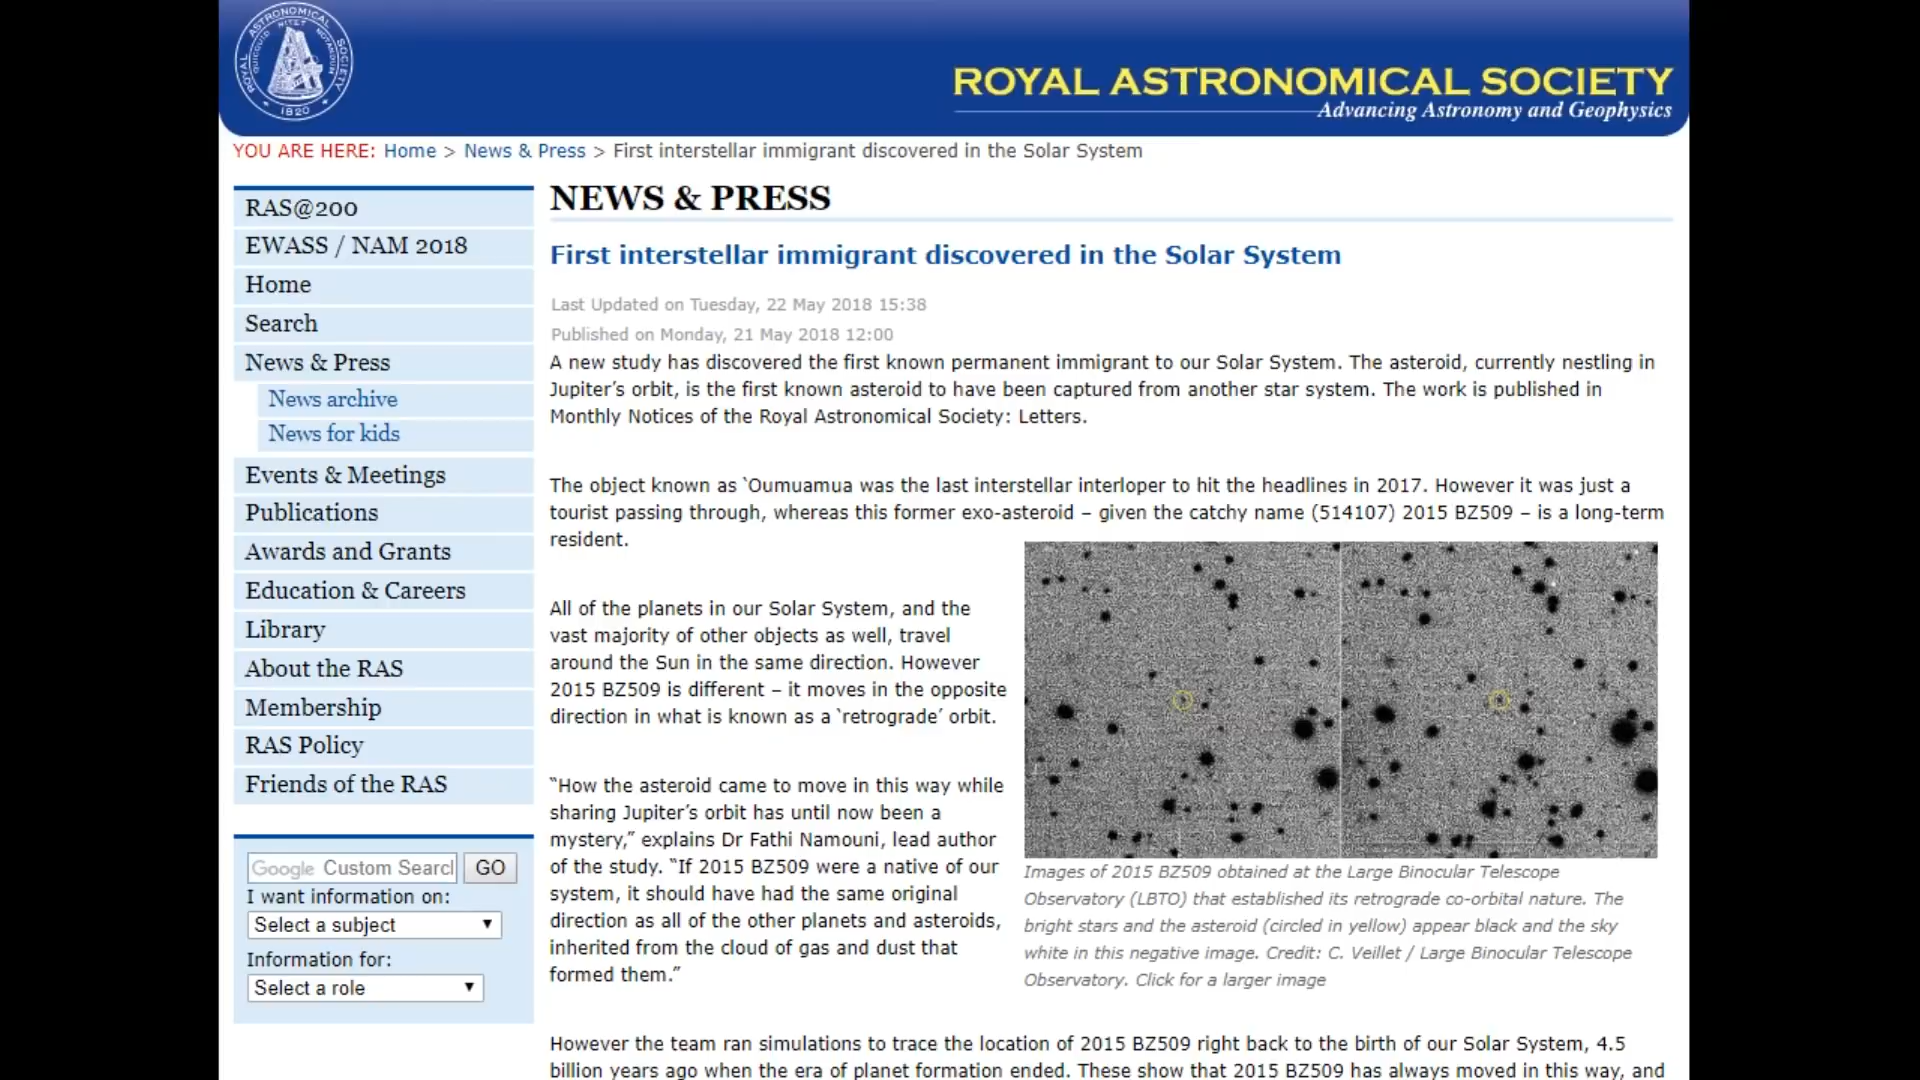 ROYAL ASTRONOMICAL SOCIETY
QUICQUID NITET NOTANDUM
1820
ROYAL ASTRONOMICAL SOCIETY
Advancing Astronomy and Geophysics
YOU ARE HERE: Home > News & Press > First interstellar immigrant discovered in the Solar System
RAS@200
EWASS / NAM 2018
Home
Search
News & Press
News archive
News for kids
Events & Meetings
Publications
Awards and Grants
Education & Careers
Library
About the RAS
Membership
RAS Policy
Friends of the RAS
Google Custom Searcl
GO
I want information on:
Select a subject
Information for:
Select a role
NEWS & PRESS
First interstellar immigrant discovered in the Solar System
Last Updated on Tuesday, 22 May 2018 15:38
Published on Monday, 21 May 2018 12:00
A new study has discovered the first known permanent immigrant to our Solar System. The asteroid, currently nestling in
Jupiter’s orbit, is the first known asteroid to have been captured from another star system. The work is published in
Monthly Notices of the Royal Astronomical Society: Letters.
The object known as ‘Oumuamua was the last interstellar interloper to hit the headlines in 2017. However it was just a
tourist passing through, whereas this former exo-asteroid – given the catchy name (514107) 2015 BZ509 – is a long-term
resident.
All of the planets in our Solar System, and the
vast majority of other objects as well, travel
around the Sun in the same direction. However
2015 BZ509 is different – it moves in the opposite
direction in what is known as a ‘retrograde’ orbit.
“How the asteroid came to move in this way while
sharing Jupiter’s orbit has until now been a
mystery,” explains Dr Fathi Namouni, lead author
of the study. “If 2015 BZ509 were a native of our
system, it should have had the same original
direction as all of the other planets and asteroids,
inherited from the cloud of gas and dust that
formed them.”
Images of 2015 BZ509 obtained at the Large Binocular Telescope
Observatory (LBTO) that established its retrograde co-orbital nature. The
bright stars and the asteroid (circled in yellow) appear black and the sky
white in this negative image. Credit: C. Veillet / Large Binocular Telescope
Observatory. Click for a larger image
However the team ran simulations to trace the location of 2015 BZ509 right back to the birth of our Solar System, 4.5
billion years ago when the era of planet formation ended. These show that 2015 BZ509 has always moved in this way, and